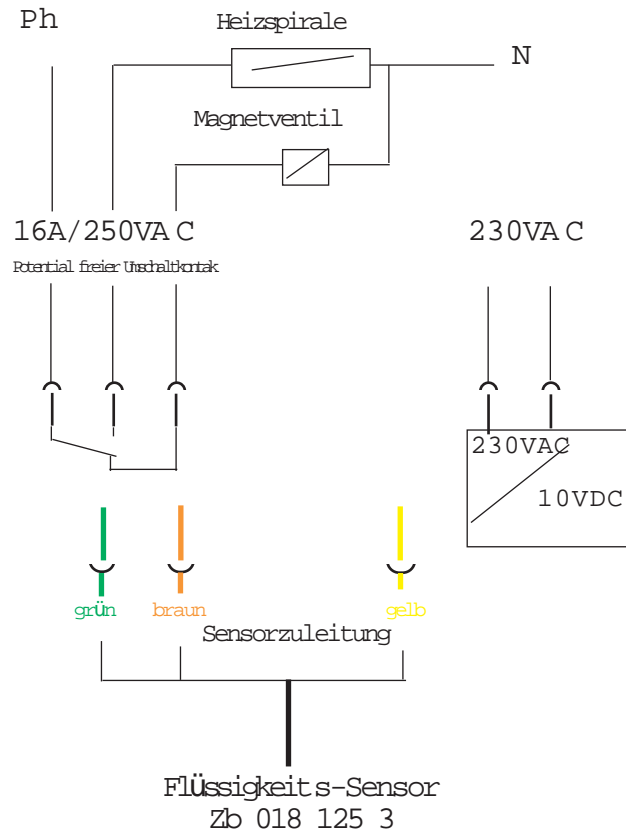 Ph
Heizspirale
N
Magnetventil
16A/250VAC
230VAC
Potential freier Umschaltkontak
230VAC
10VDC
grün
braun
gelb
Sensorzuleitung
Flüssigkeits-Sensor
Zb 018 125 3